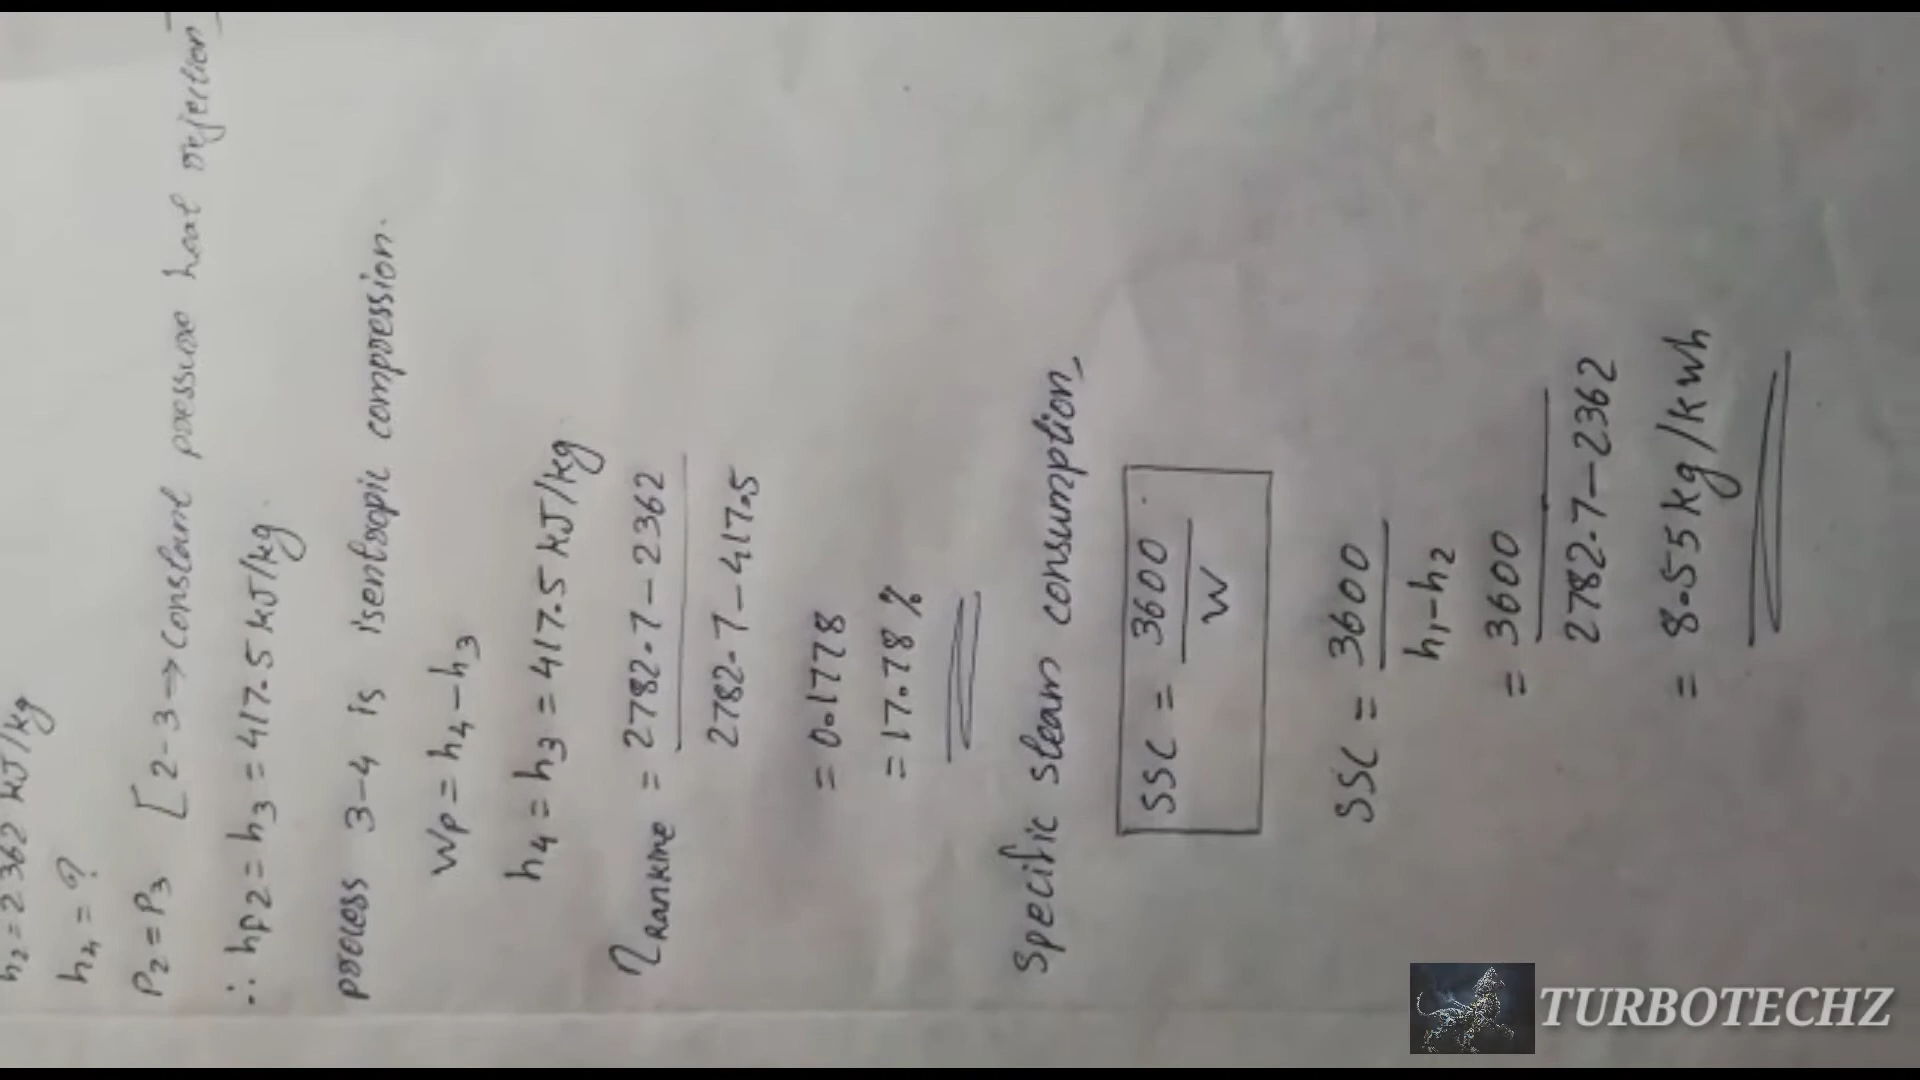 h2 = 2362 kJ/kg
h4 = ?
P2 = P3 [2-3→Constant pressure heat rejection]
∴ hf2 = h3 = 417.5 kJ/kg.
process 3-4 is isentropic compression.
Wp = h4 - h3
h4 = h3 = 417.5 kJ/kg.
ηRankine = 2782.7 - 2362
2782.7 - 417.5
= 0.1778
= 17.78 %
Specific steam consumption,
SSC = 3600
W
SSC = 3600
h1 - h2
= 3600
2782.7 - 2362
= 8.55 kg/kwh
TURBOTECHZ